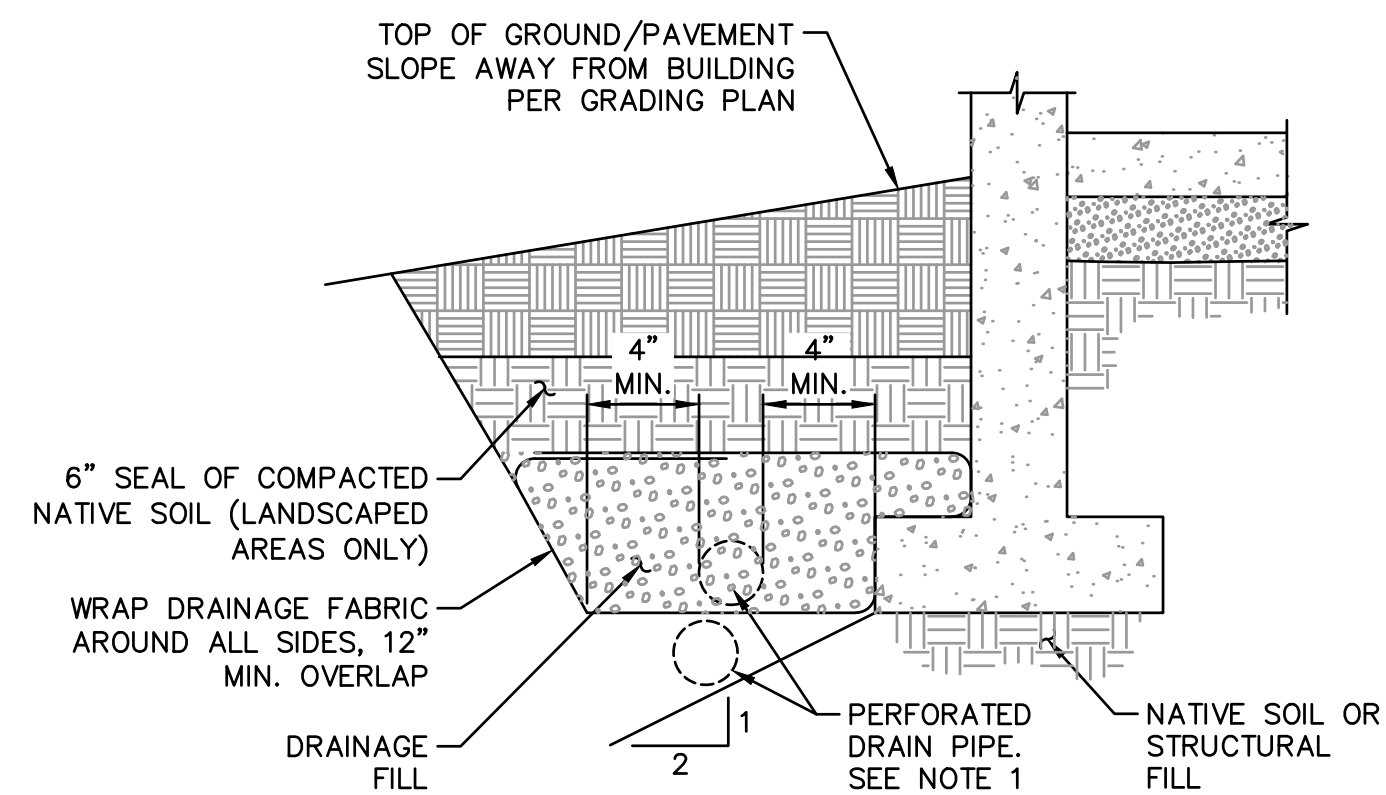 TOP OF GROUND/PAVEMENT
SLOPE AWAY FROM BUILDING
PER GRADING PLAN
4”
MIN.
4”
MIN.
6” SEAL OF COMPACTED
NATIVE SOIL (LANDSCAPED
AREAS ONLY)
WRAP DRAINAGE FABRIC
AROUND ALL SIDES, 12”
MIN. OVERLAP
DRAINAGE
FILL
1
2
PERFORATED
DRAIN PIPE.
SEE NOTE 1
NATIVE SOIL OR
STRUCTURAL
FILL